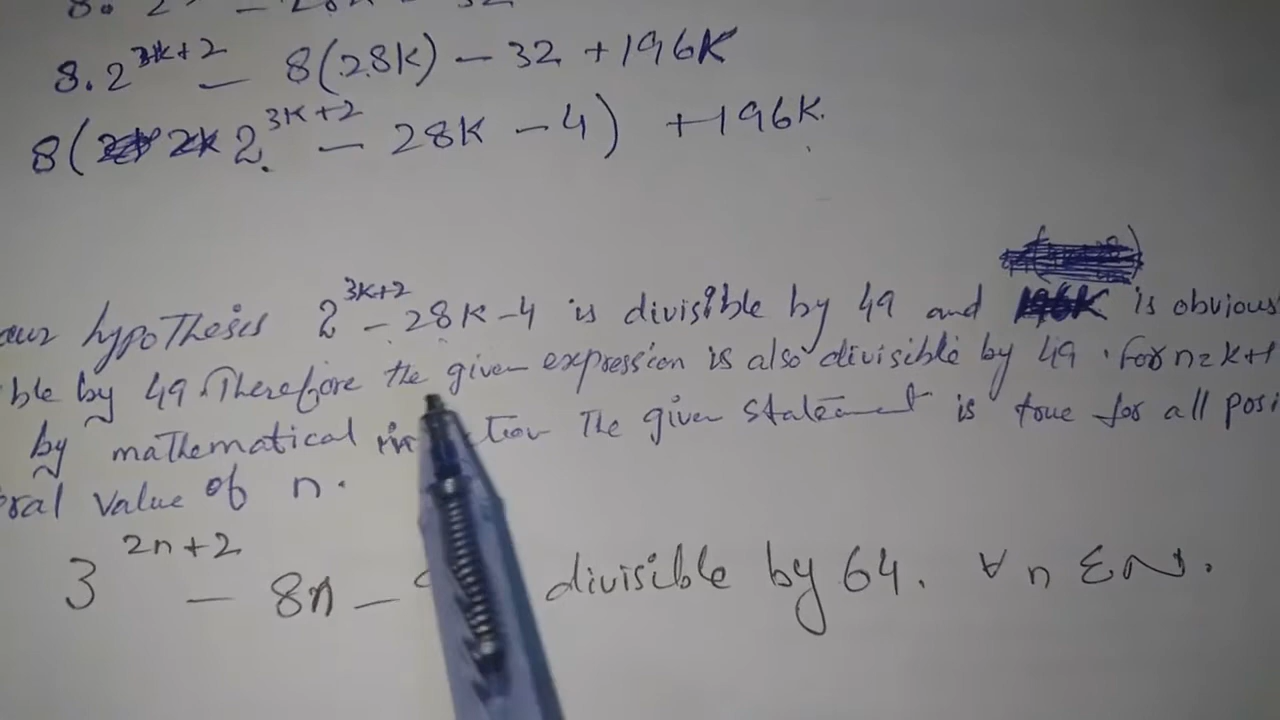 8.2^{3k+2} — 8(28K) – 32 + 196K
8( 2^{3K+2} — 28K – 4) + 196K.
hypothesis 2^{3K+2} – 28K – 4 is divisible by 49 and 196K is obvious
ble by 49. Therefore the given expression is also divisible by 49. For n=k+1
by mathematical The given statement is true for all posi
value of n.
3^{2n+2} – 8n – divisible by 64. ∀ n ∈ N.